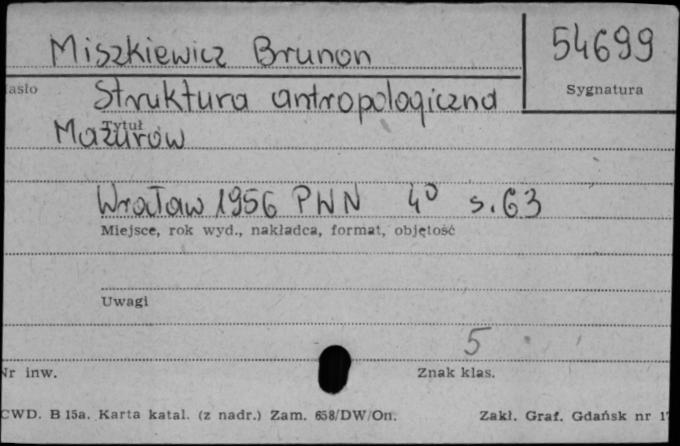 Miszkiewicz Brunon
54699
asło
Sygnatura
Struktura antropologiczna
Tytuł
Mazurów
Wrocław 1956 PWN 4° s. 63
Miejsce, rok wyd., nakładca, format, objętość
Uwagi
5
Nr inw.
Znak klas.
CWD. B 15a. Karta katal. (z nadr.) Zam. 658/DW/On.
Zakł. Graf. Gdańsk nr 1